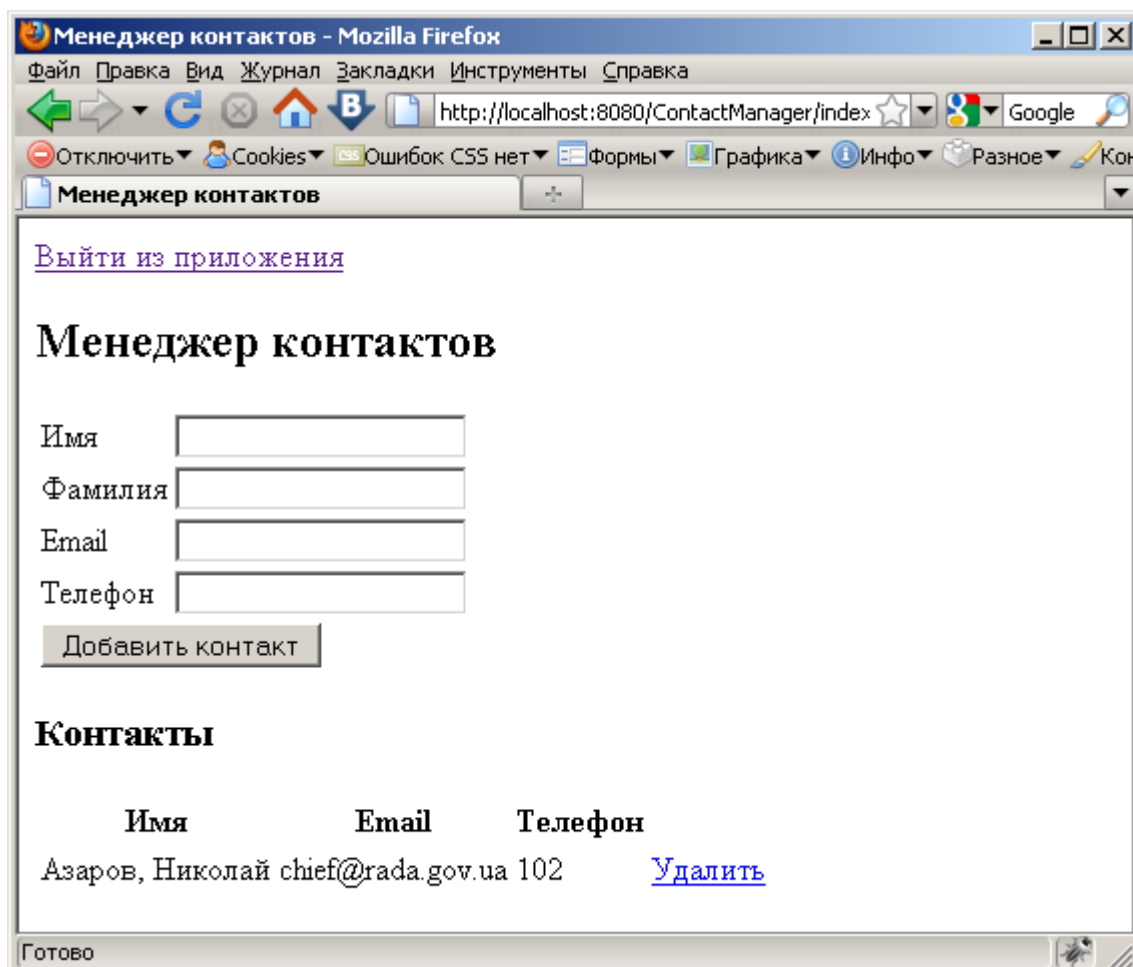 Менеджер контактов - Mozilla Firefox
Файл Правка Вид Журнал Закладки Инструменты Справка
B http://localhost:8080/ContactManager/index Google
Отключить Cookies CSS Ошибок CSS нет Формы Графика Инфо Разное Кон
Менеджер контактов
Выйти из приложения
Менеджер контактов
Имя
Фамилия
Email
Телефон
Добавить контакт
Контакты
Имя Email Телефон
Азаров, Николай chief@rada.gov.ua 102 Удалить
Готово